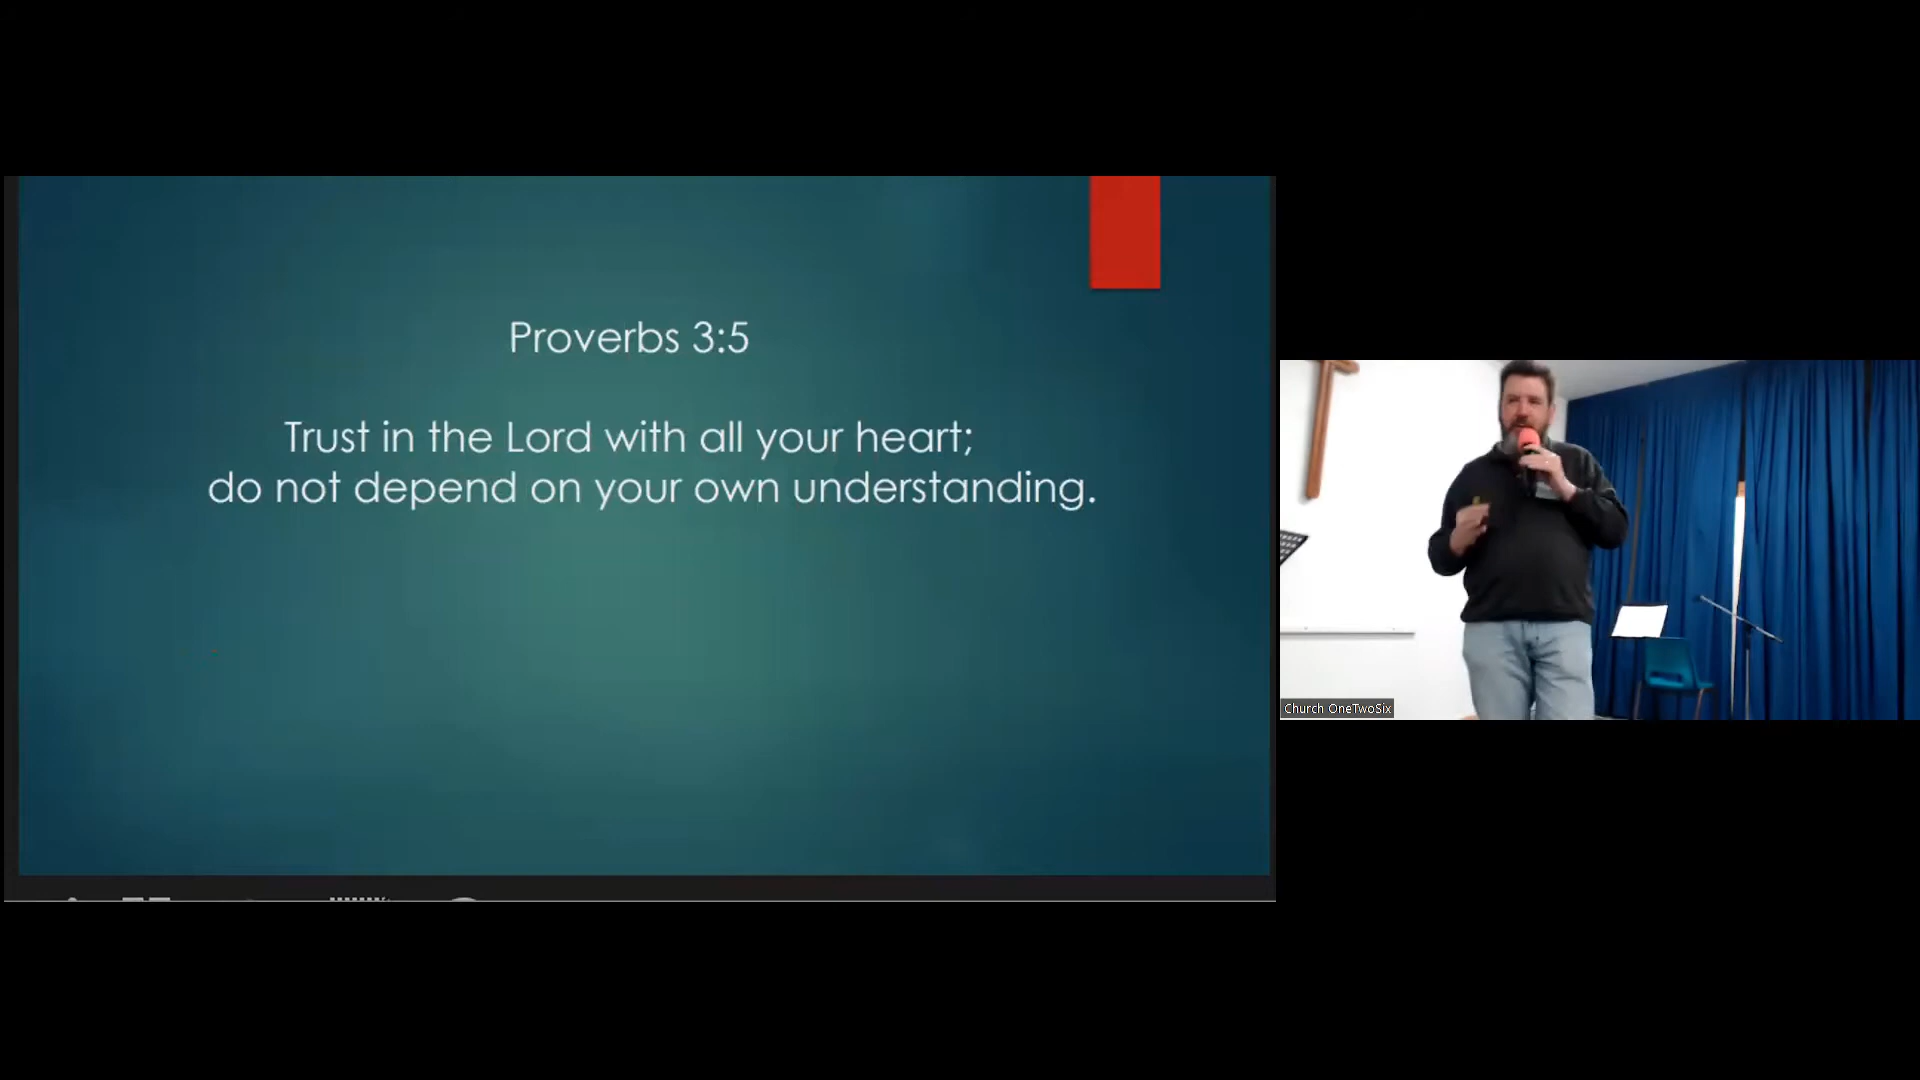 Proverbs 3:5
Trust in the Lord with all your heart;
do not depend on your own understanding.
Church OneTwoSix